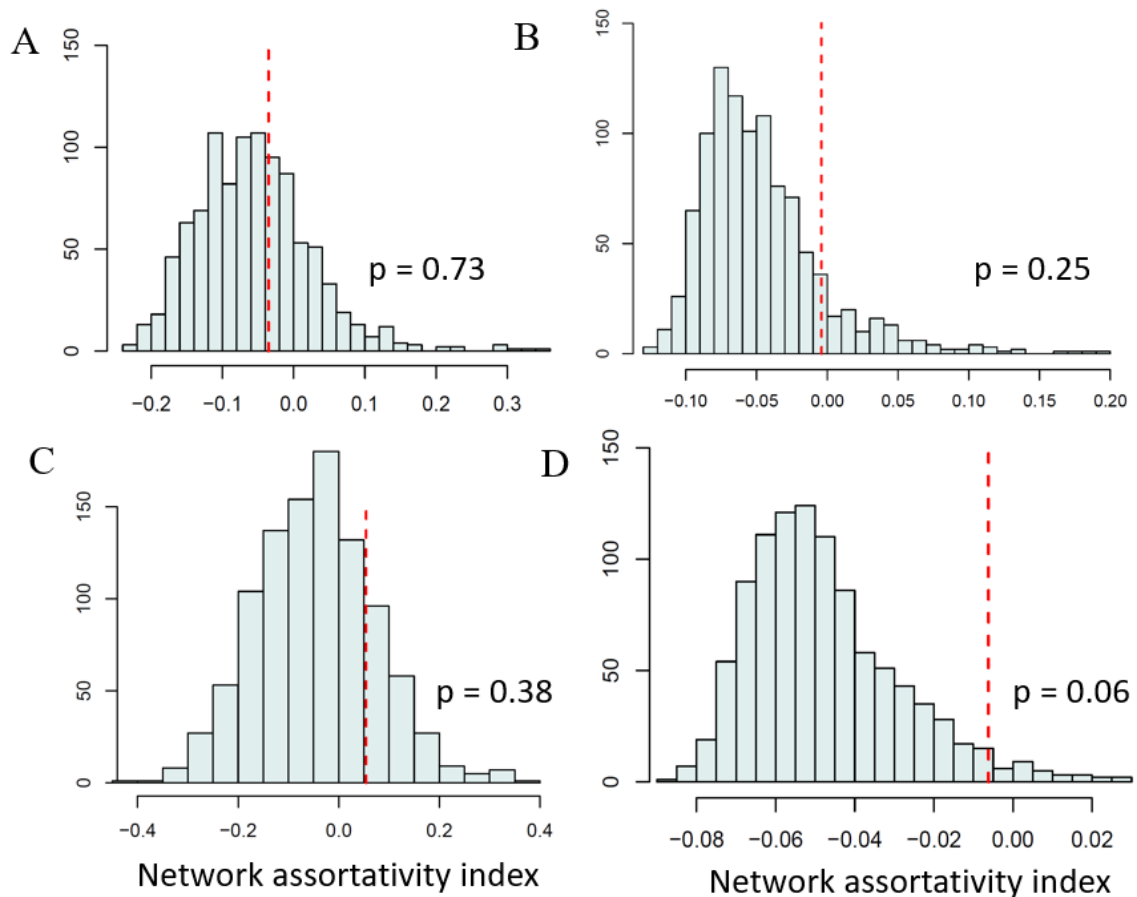 A
150
100
50
0
p = 0.73
−0.2 −0.1 0.0 0.1 0.2 0.3
B
150
100
50
0
p = 0.25
−0.10 −0.05 0.00 0.05 0.10 0.15 0.20
C
150
100
50
0
p = 0.38
−0.4 −0.2 0.0 0.2 0.4
Network assortativity index
D
150
100
50
0
p = 0.06
−0.08 −0.06 −0.04 −0.02 0.00 0.02
Network assortativity index